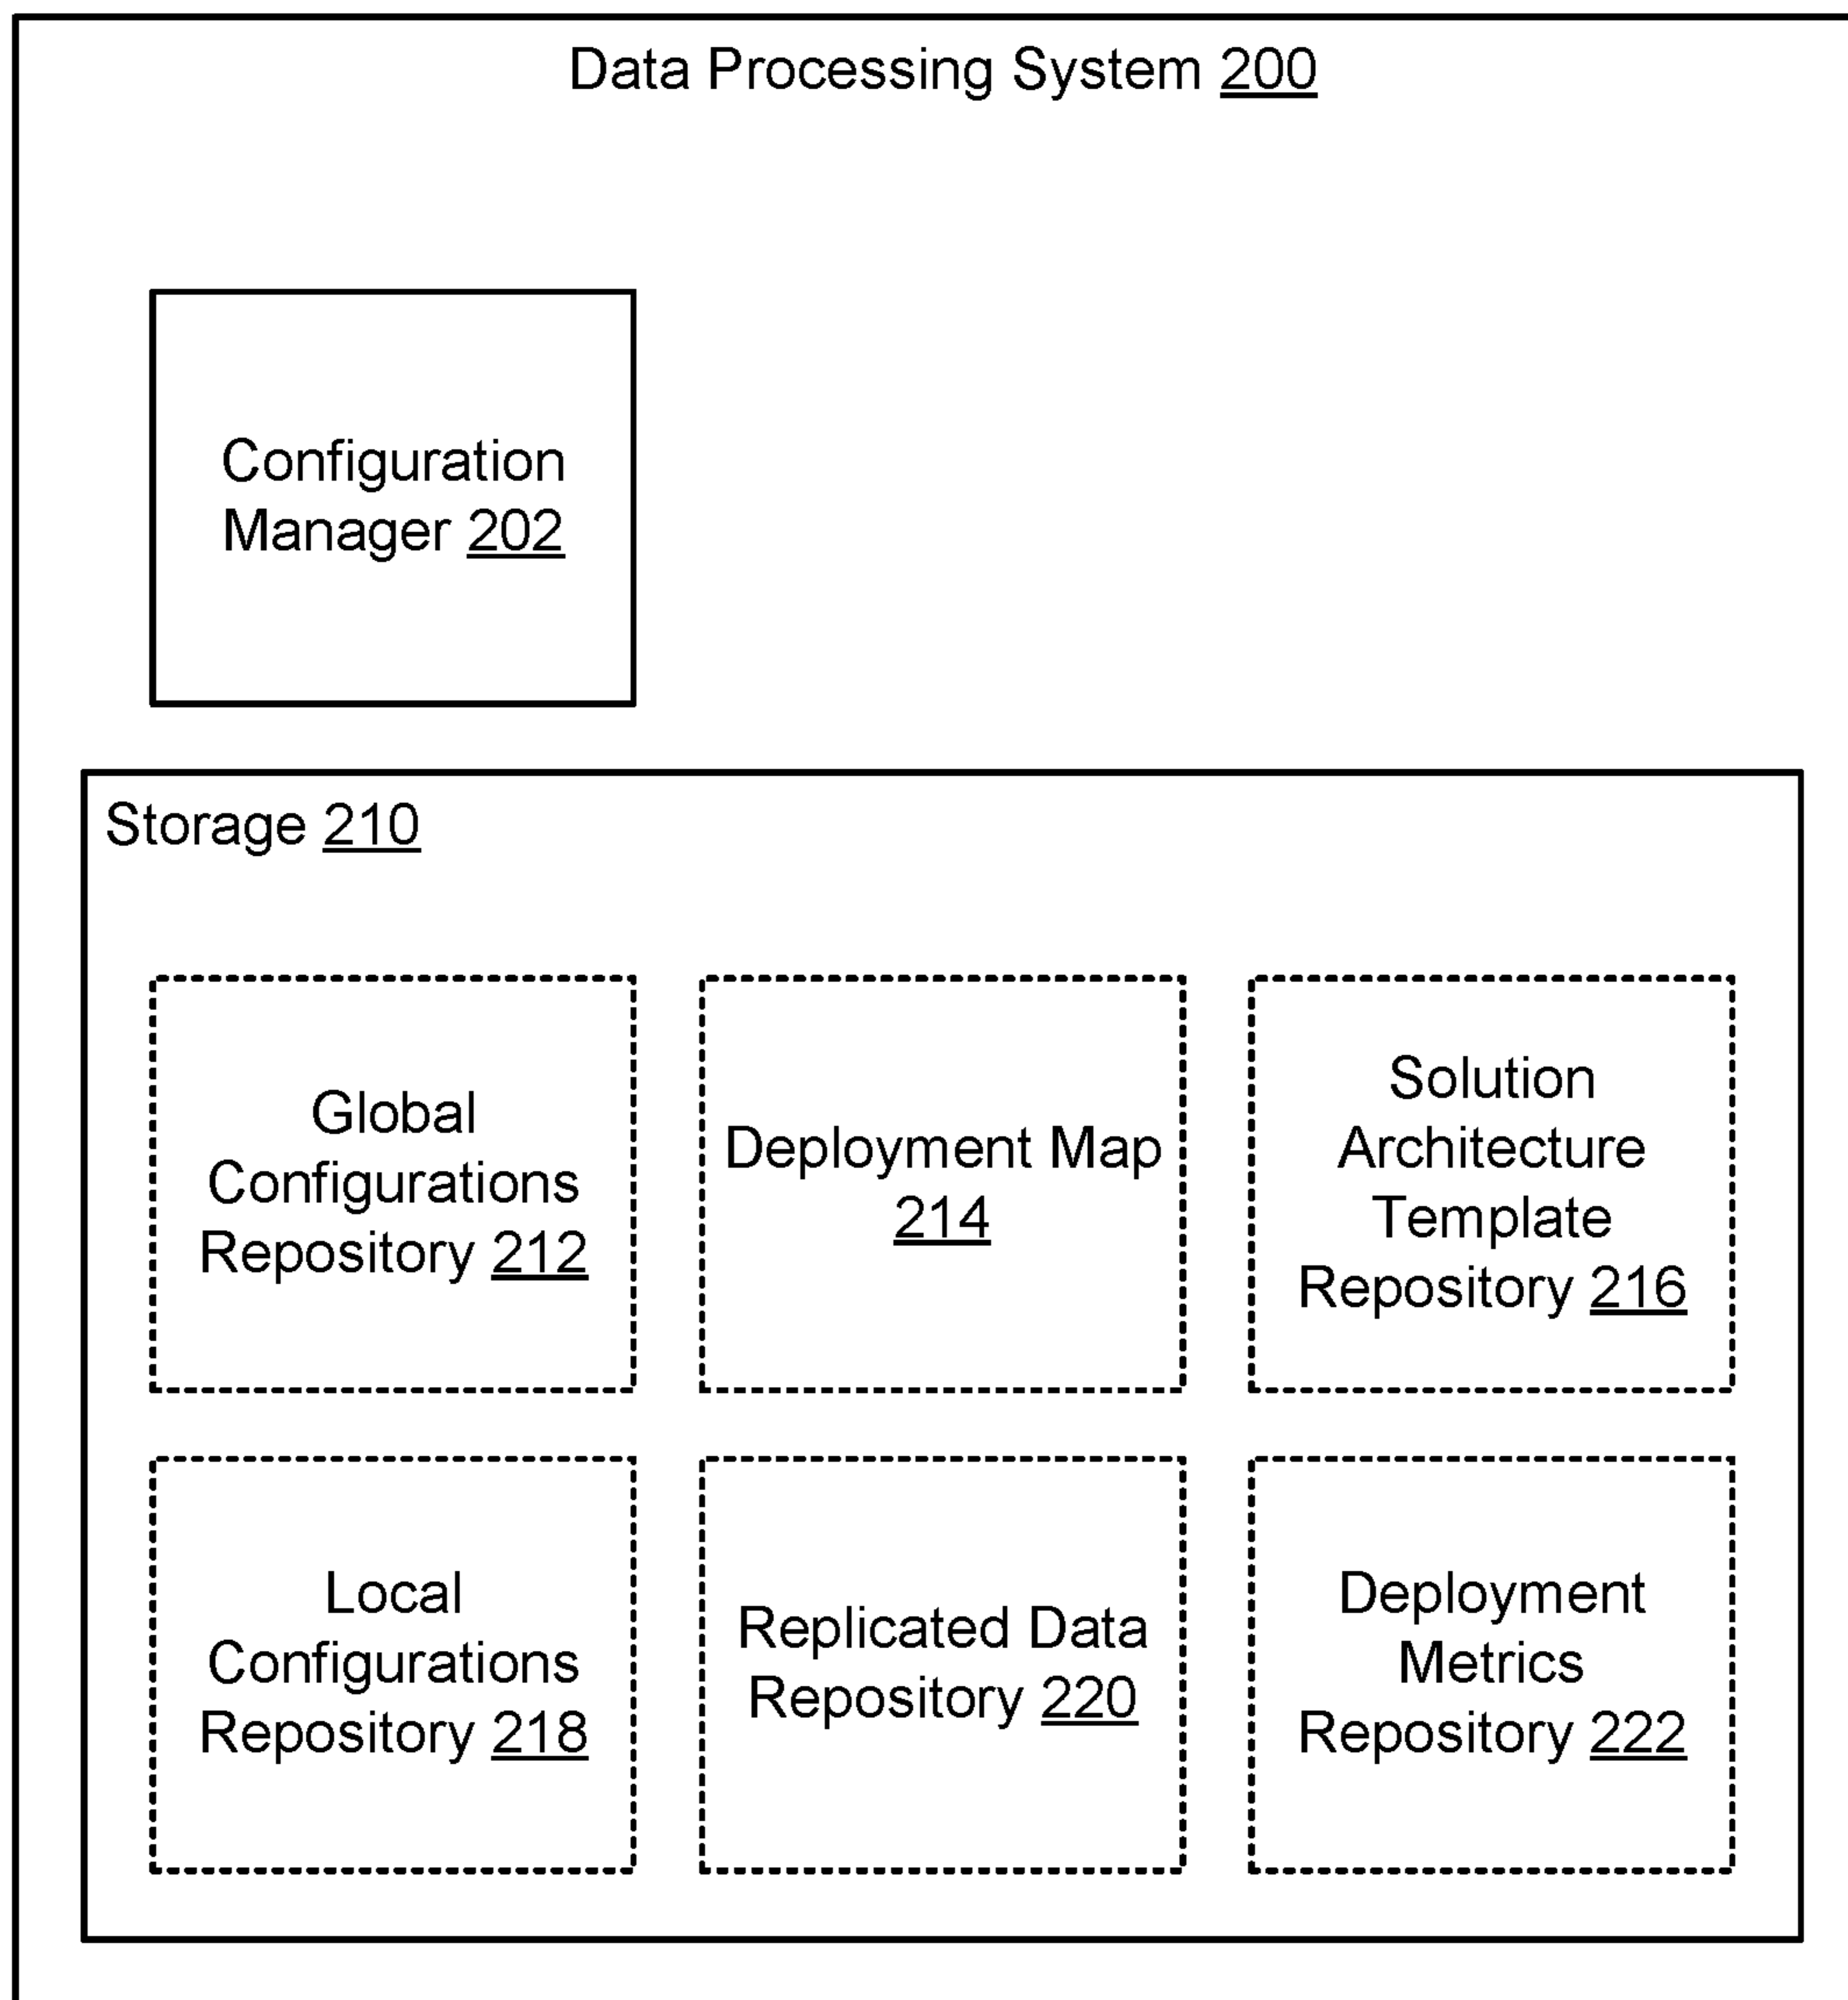 Data Processing System 200
Configuration
Manager 202
Storage 210
Global
Configurations
Repository 212
Deployment Map
214
Solution
Architecture
Template
Repository 216
Local
Configurations
Repository 218
Replicated Data
Repository 220
Deployment
Metrics
Repository 222